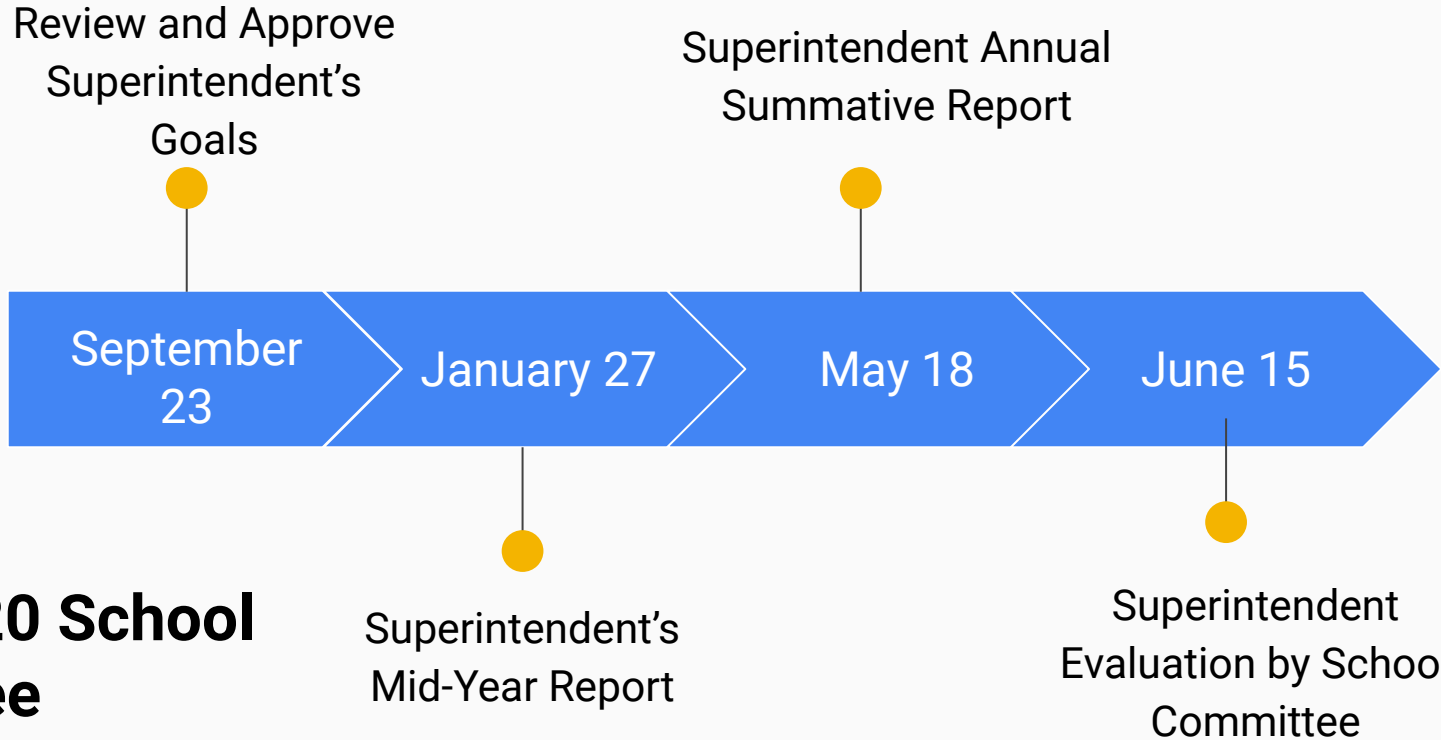 Review and Approve
Superintendent’s
Goals
Superintendent Annual
Summative Report
September
23
January 27
May 18
June 15
20 School
ee
Superintendent’s
Mid-Year Report
Superintendent
Evaluation by Schoo
Committee